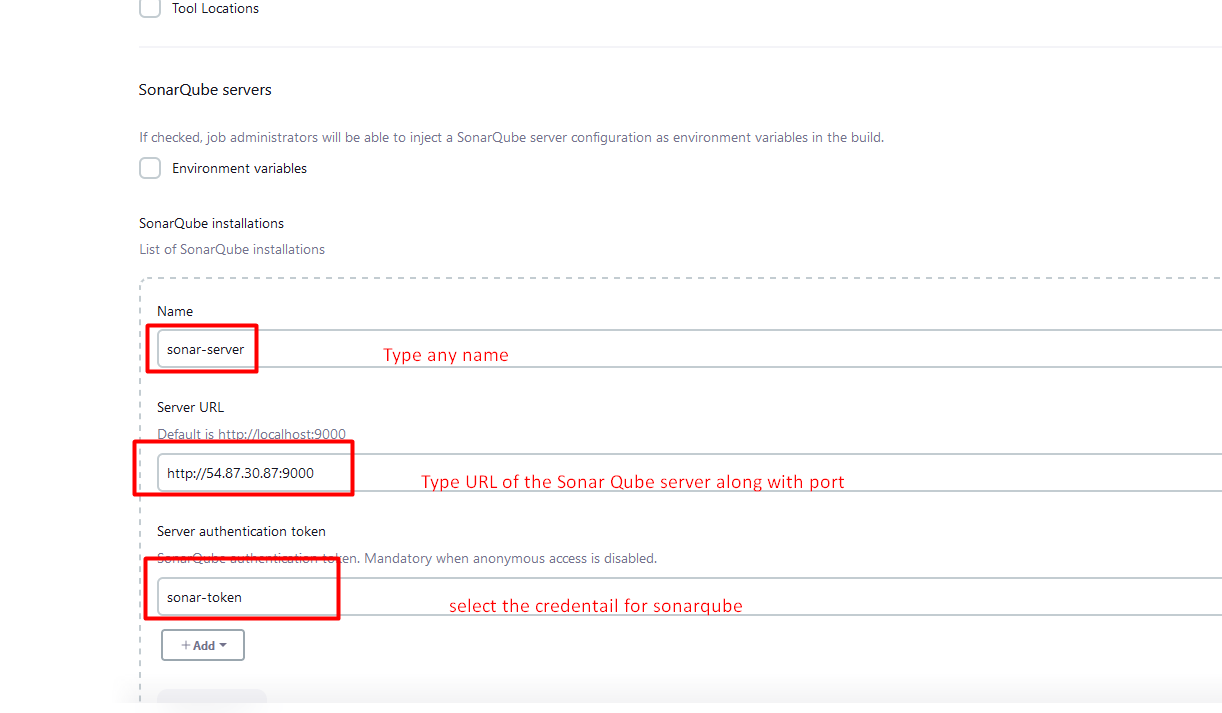 Tool Locations
SonarQube servers
If checked, job administrators will be able to inject a SonarQube server configuration as environment variables in the build.
Environment variables
SonarQube installations
List of SonarQube installations
Name
sonar-server
Type any name
Server URL
Default is http://localhost:9000
http://54.87.30.87:9000
Type URL of the Sonar Qube server along with port
Server authentication token
SonarQube authentication token. Mandatory when anonymous access is disabled.
sonar-token
select the credentail for sonarqube
+ Add